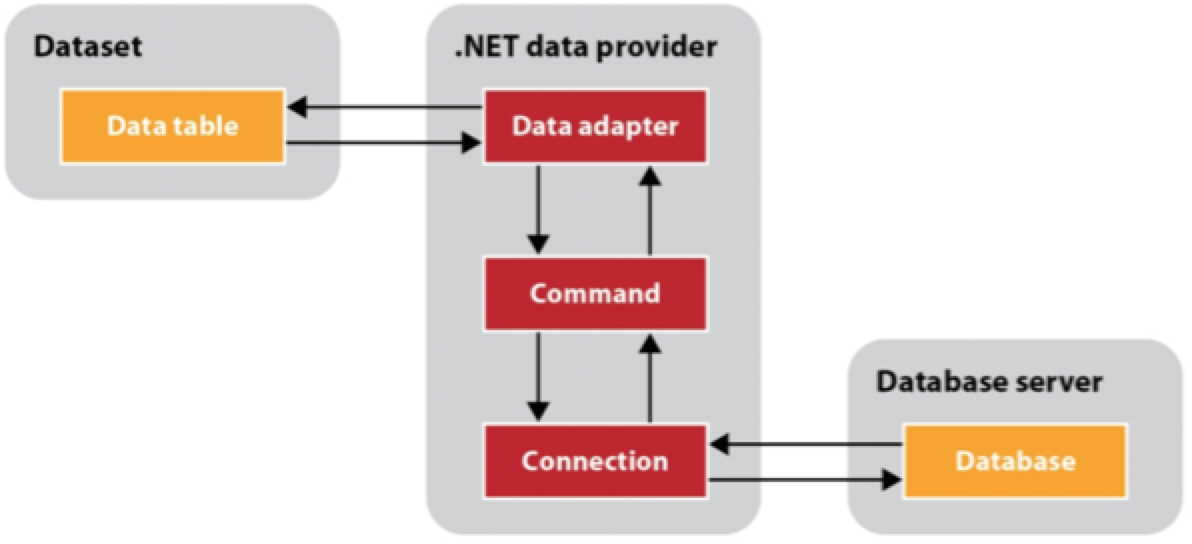 Dataset
Data table
.NET data provider
Data adapter
Command
Connection
Database server
Database